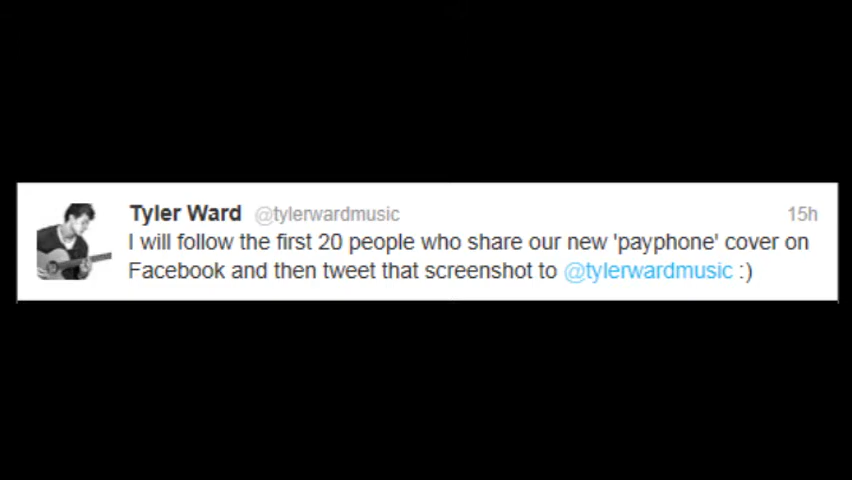 Tyler Ward @tylerwardmusic 15h
I will follow the first 20 people who share our new 'payphone' cover on
Facebook and then tweet that screenshot to @tylerwardmusic :)